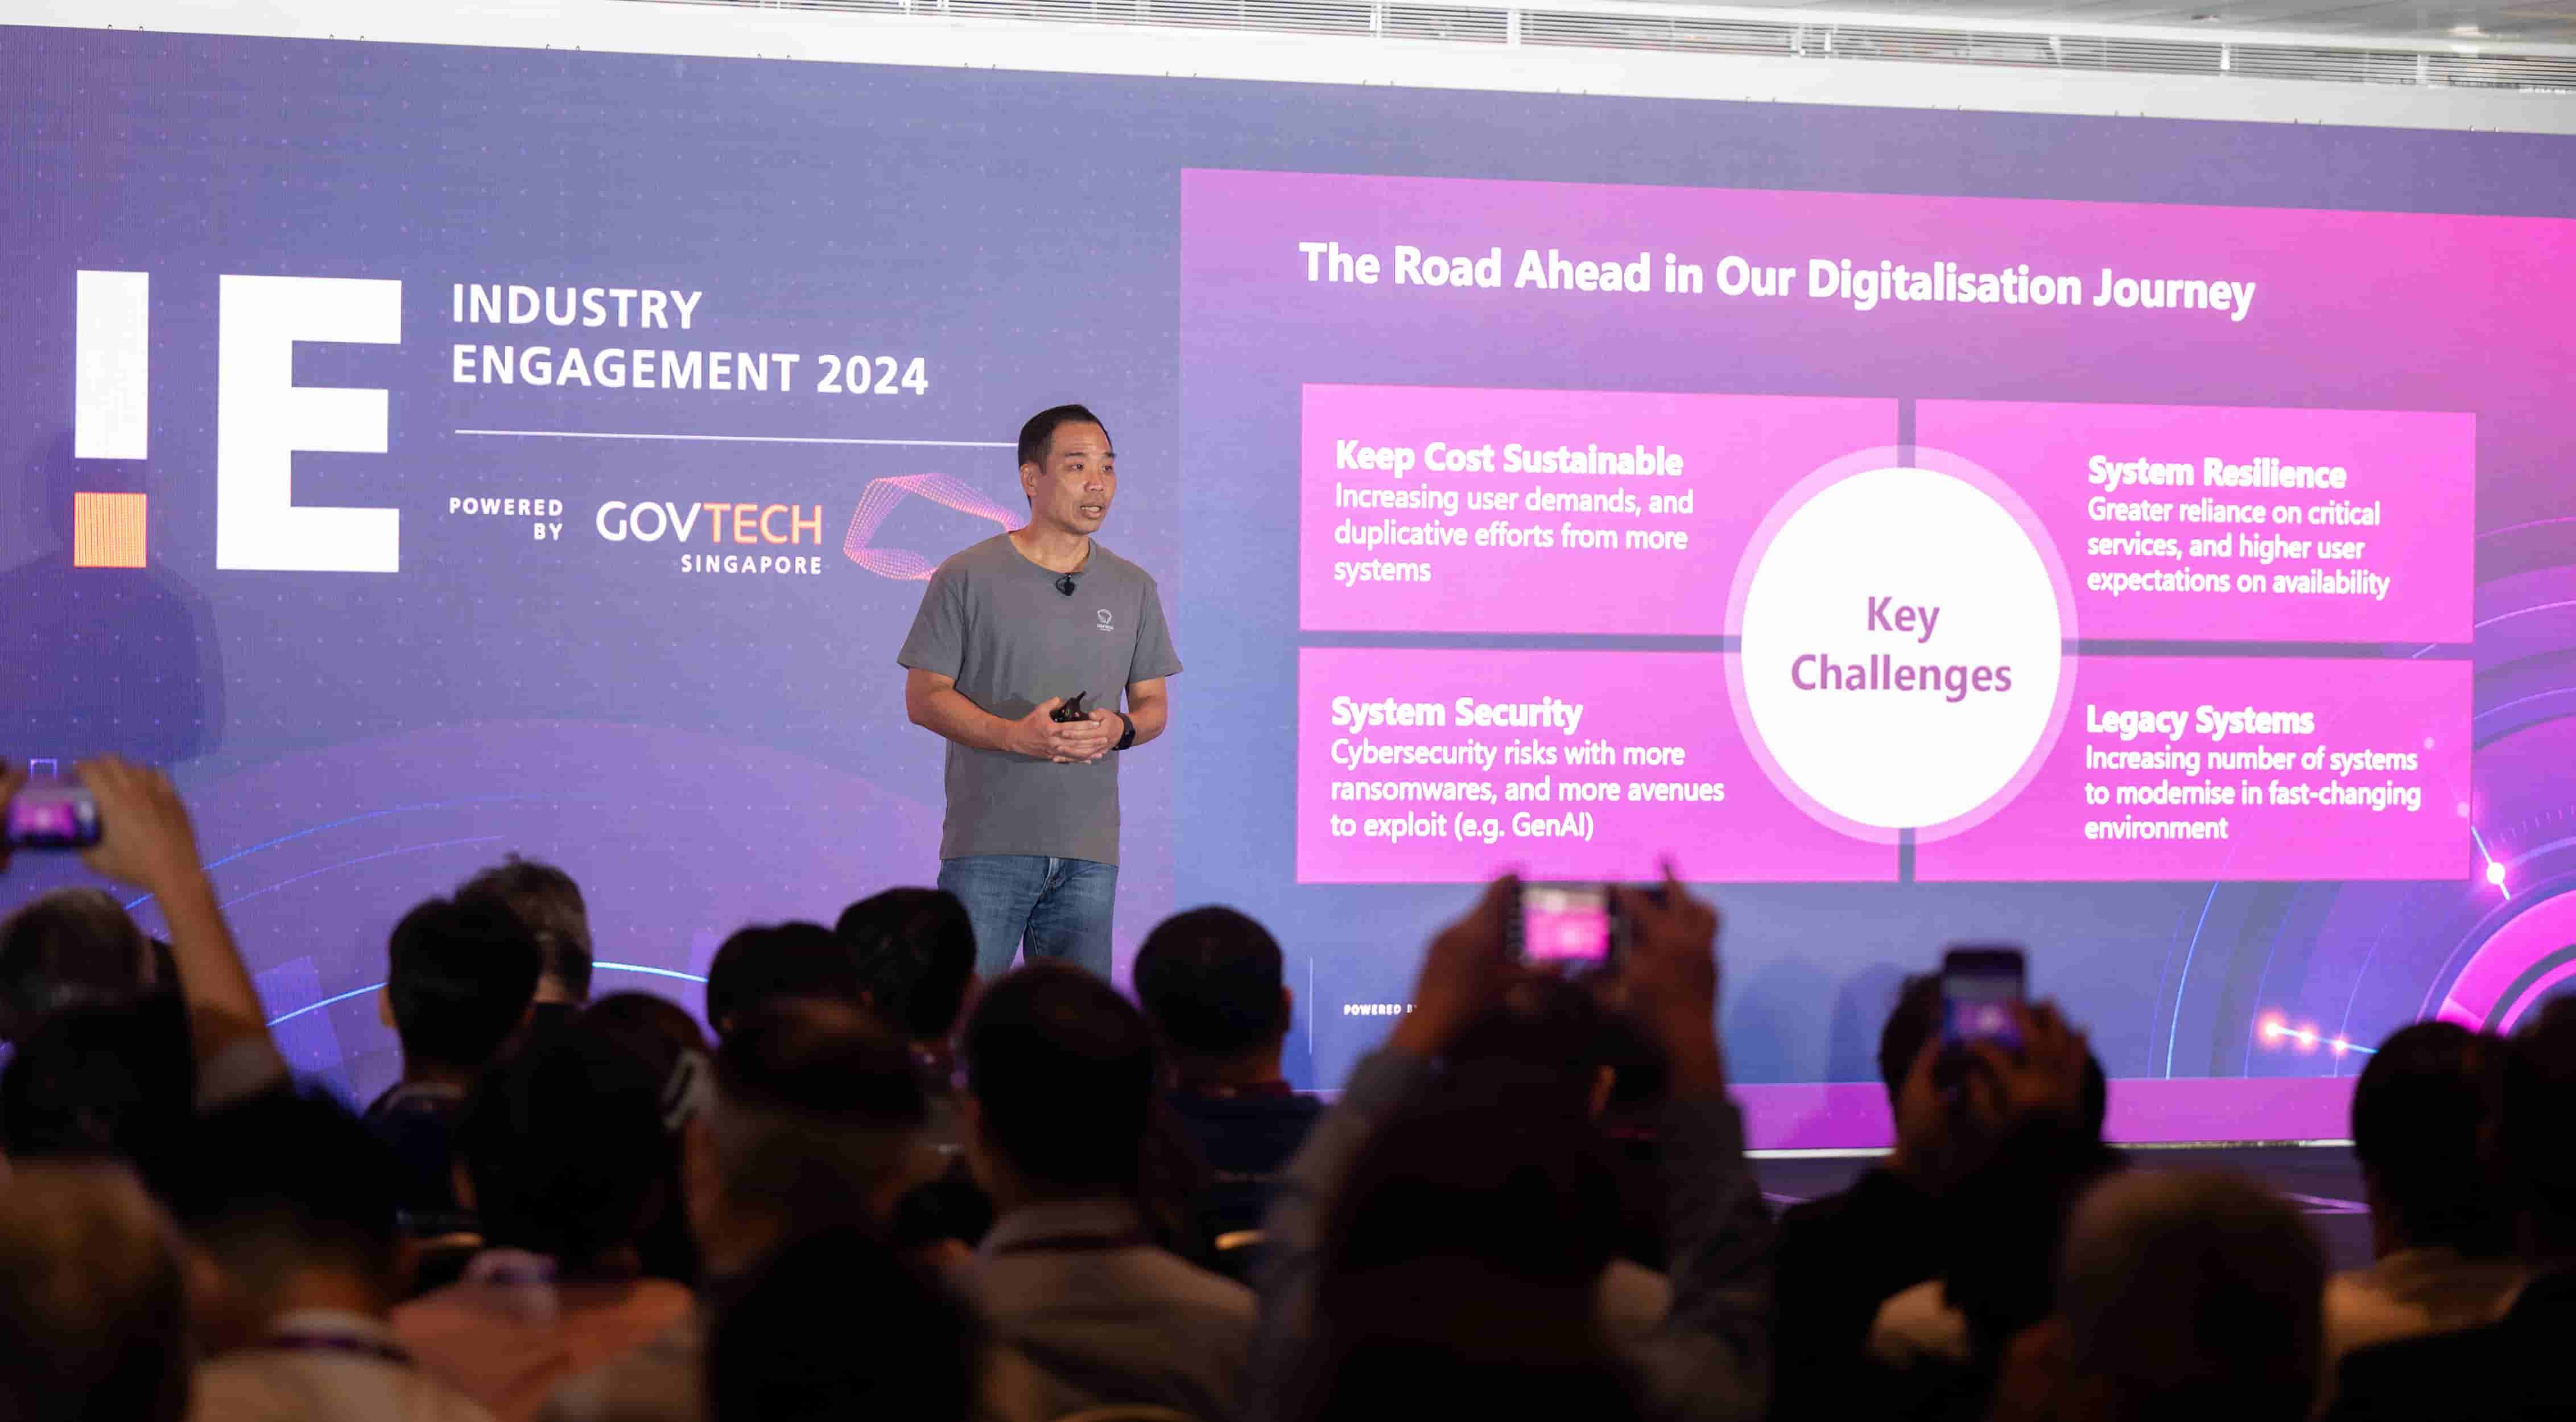 IE
INDUSTRY
ENGAGEMENT 2024
POWERED
BY
GOVTECH
SINGAPORE
The Road Ahead in Our Digitalisation Journey
Keep Cost Sustainable
Increasing user demands, and
duplicative efforts from more
systems
System Resilience
Greater reliance on critical
services, and higher user
expectations on availability
Key
Challenges
System Security
Cybersecurity risks with more
ransomwares, and more avenues
to exploit (e.g. GenAI)
Legacy Systems
Increasing number of systems
to modernise in fast-changing
environment
POWERED